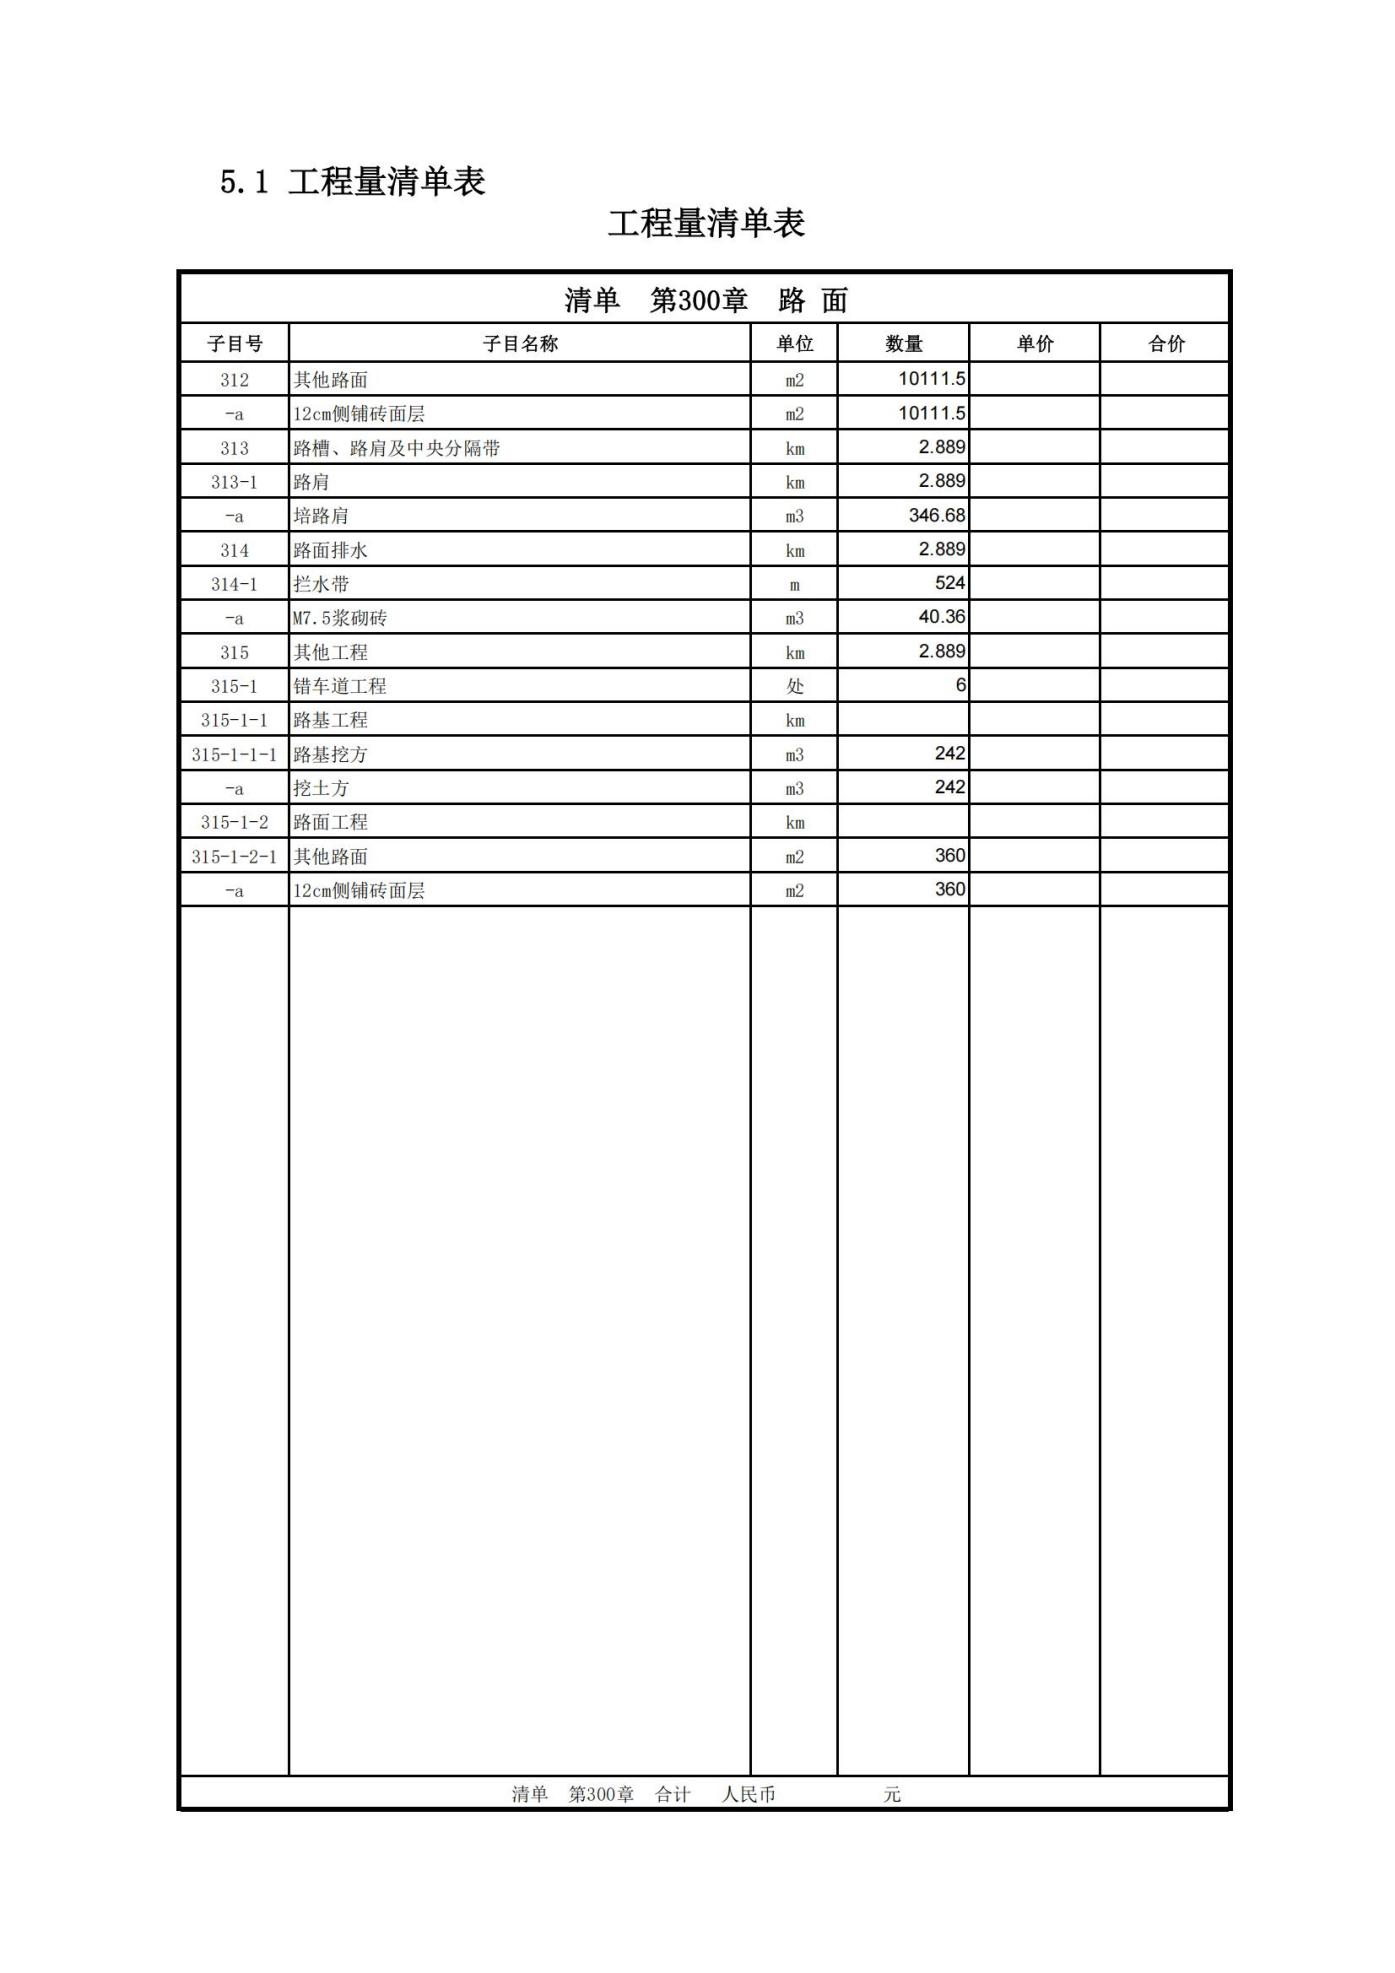 5.1 工程量清单表
工程量清单表
清单 第300章 路 面
子目号 子目名称 单位 数量 单价 合价
312 其他路面 m2 10111.5
-a 12cm侧铺砖面层 m2 10111.5
313 路槽、路肩及中央分隔带 km 2.889
313-1 路肩 km 2.889
-a 培路肩 m3 346.68
314 路面排水 km 2.889
314-1 拦水带 m 524
-a M7.5浆砌砖 m3 40.36
315 其他工程 km 2.889
315-1 错车道工程 处 6
315-1-1 路基工程 km
315-1-1-1 路基挖方 m3 242
-a 挖土方 m3 242
315-1-2 路面工程 km
315-1-2-1 其他路面 m2 360
-a 12cm侧铺砖面层 m2 360
清单 第300章 合计 人民币 元